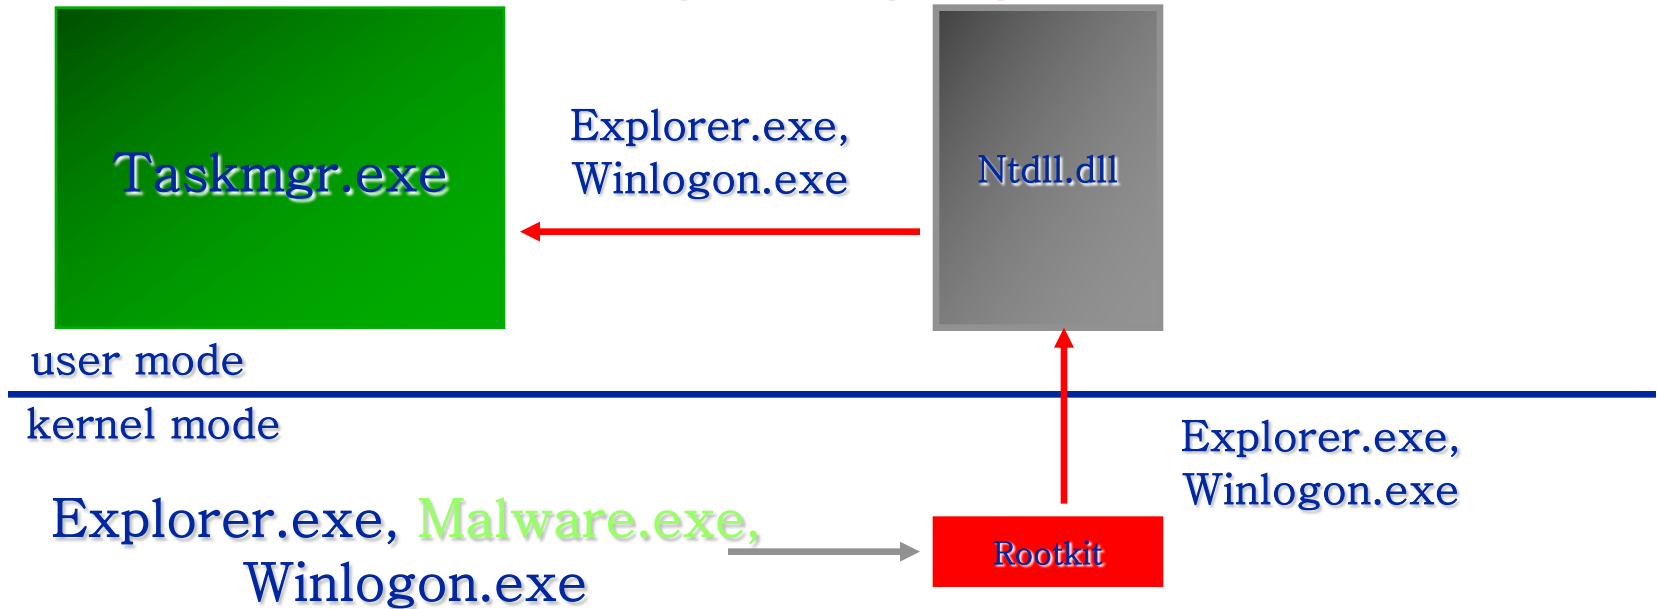 Taskmgr.exe
Explorer.exe,
Winlogon.exe
Ntdll.dll
user mode
kernel mode
Explorer.exe,
Winlogon.exe
Explorer.exe, Malware.exe,
Winlogon.exe
Rootkit